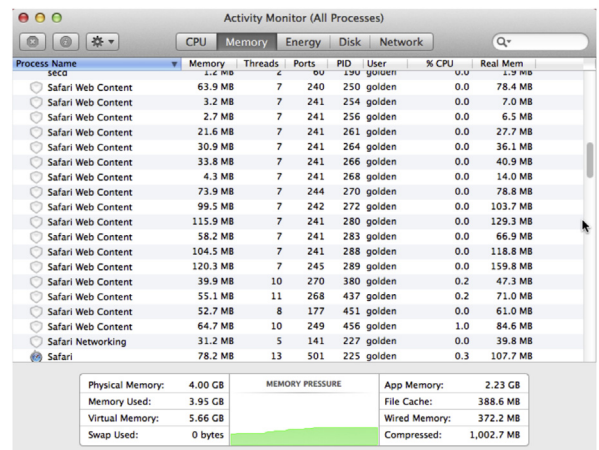 Activity Monitor (All Processes)
CPU Memory Energy Disk Network
Process Name Memory Threads Ports PID User % CPU Real Mem
secd 1.2 MB 2 60 190 golden 0.0 1.9 MB
Safari Web Content 63.9 MB 7 240 250 golden 0.0 78.4 MB
Safari Web Content 3.2 MB 7 241 254 golden 0.0 7.0 MB
Safari Web Content 2.7 MB 7 241 256 golden 0.0 6.5 MB
Safari Web Content 21.6 MB 7 241 261 golden 0.0 27.7 MB
Safari Web Content 30.9 MB 7 241 264 golden 0.0 36.1 MB
Safari Web Content 33.8 MB 7 241 266 golden 0.0 40.9 MB
Safari Web Content 4.3 MB 7 241 268 golden 0.0 14.0 MB
Safari Web Content 73.9 MB 7 244 270 golden 0.0 78.8 MB
Safari Web Content 99.5 MB 7 242 272 golden 0.0 103.7 MB
Safari Web Content 115.9 MB 7 241 280 golden 0.0 129.3 MB
Safari Web Content 58.2 MB 7 241 283 golden 0.0 66.9 MB
Safari Web Content 104.5 MB 7 241 288 golden 0.0 118.8 MB
Safari Web Content 120.3 MB 7 245 289 golden 0.0 159.8 MB
Safari Web Content 39.9 MB 10 270 380 golden 0.2 47.3 MB
Safari Web Content 55.1 MB 11 268 437 golden 0.2 71.0 MB
Safari Web Content 52.7 MB 8 177 451 golden 0.0 61.0 MB
Safari Web Content 64.7 MB 10 249 456 golden 1.0 84.6 MB
Safari Networking 31.2 MB 5 141 227 golden 0.0 39.8 MB
Safari 78.2 MB 13 501 225 golden 0.3 107.7 MB
Physical Memory: 4.00 GB MEMORY PRESSURE App Memory: 2.23 GB
Memory Used: 3.95 GB File Cache: 388.6 MB
Virtual Memory: 5.66 GB Wired Memory: 372.2 MB
Swap Used: 0 bytes Compressed: 1,002.7 MB